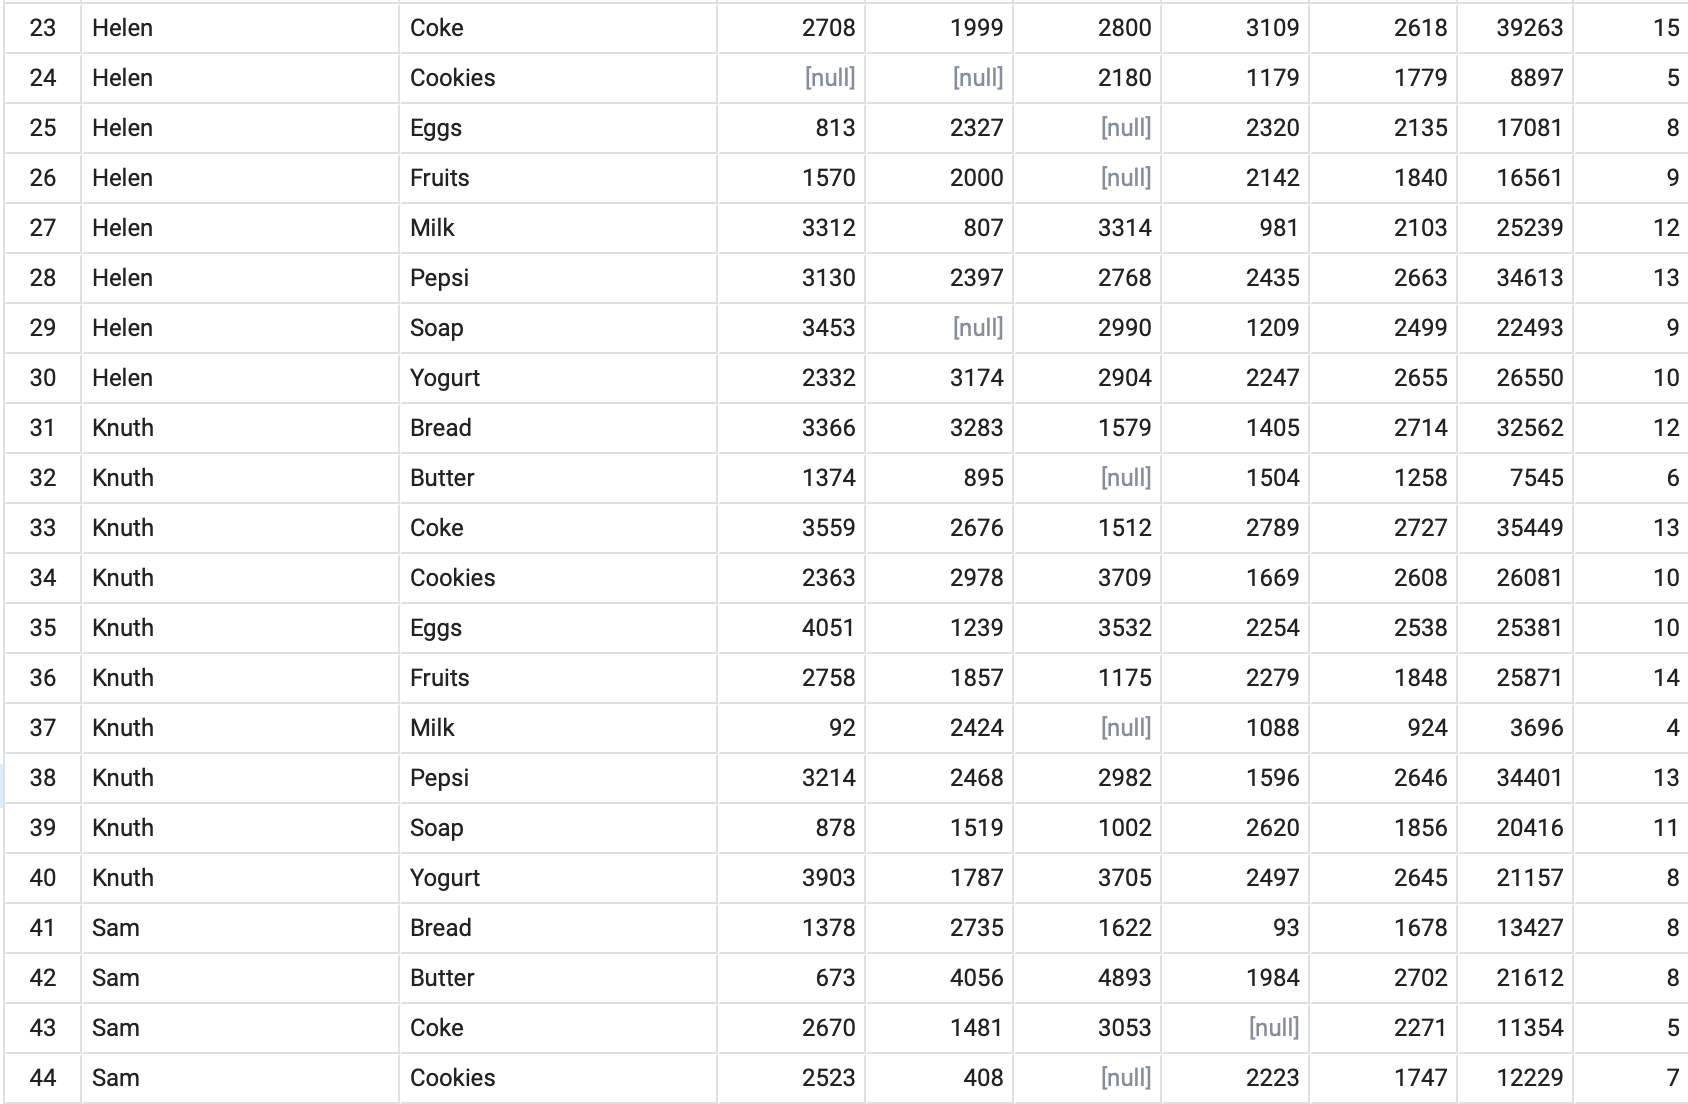 23 Helen Coke 2708 1999 2800 3109 2618 39263 15
24 Helen Cookies [null] [null] 2180 1179 1779 8897 5
25 Helen Eggs 813 2327 [null] 2320 2135 17081 8
26 Helen Fruits 1570 2000 [null] 2142 1840 16561 9
27 Helen Milk 3312 807 3314 981 2103 25239 12
28 Helen Pepsi 3130 2397 2768 2435 2663 34613 13
29 Helen Soap 3453 [null] 2990 1209 2499 22493 9
30 Helen Yogurt 2332 3174 2904 2247 2655 26550 10
31 Knuth Bread 3366 3283 1579 1405 2714 32562 12
32 Knuth Butter 1374 895 [null] 1504 1258 7545 6
33 Knuth Coke 3559 2676 1512 2789 2727 35449 13
34 Knuth Cookies 2363 2978 3709 1669 2608 26081 10
35 Knuth Eggs 4051 1239 3532 2254 2538 25381 10
36 Knuth Fruits 2758 1857 1175 2279 1848 25871 14
37 Knuth Milk 92 2424 [null] 1088 924 3696 4
38 Knuth Pepsi 3214 2468 2982 1596 2646 34401 13
39 Knuth Soap 878 1519 1002 2620 1856 20416 11
40 Knuth Yogurt 3903 1787 3705 2497 2645 21157 8
41 Sam Bread 1378 2735 1622 93 1678 13427 8
42 Sam Butter 673 4056 4893 1984 2702 21612 8
43 Sam Coke 2670 1481 3053 [null] 2271 11354 5
44 Sam Cookies 2523 408 [null] 2223 1747 12229 7